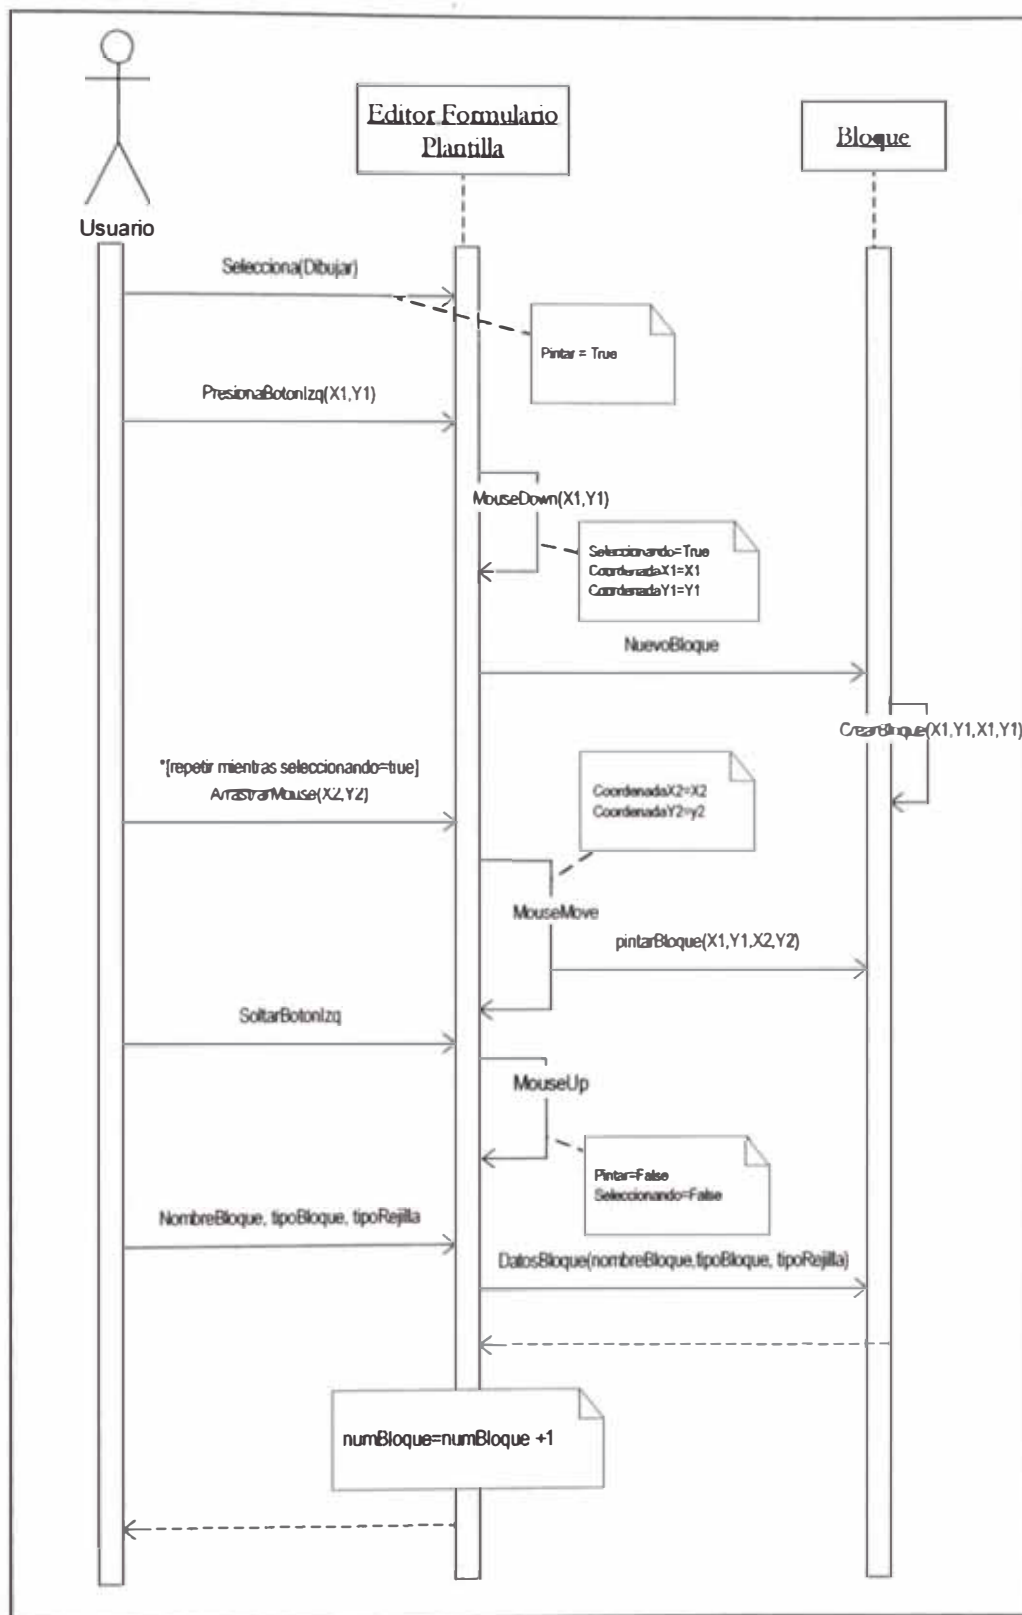 Editor Formulario
Plantilla
Bloque
Usuario
Selecciona(Dibujar)
Pintar = True
PresionaBotonIzq(X1,Y1)
MouseDown(X1,Y1)
Seleccionando=True
CoordenadaX1=X1
CoordenadaY1=Y1
NuevoBloque
CrearBloque(X1,Y1,X1,Y1)
*[repetir mientras seleccionando=true]
ArrastrarMouse(X2,Y2)
CoordenadaX2=X2
CoordenadaY2=y2
MouseMove
pintarBloque(X1,Y1,X2,Y2)
SoltarBotonIzq
MouseUp
Pintar=False
Seleccionando=False
NombreBloque, tipoBloque, tipoRejilla
DatosBloque(nombreBloque,tipoBloque, tipoRejilla)
numBloque=numBloque +1